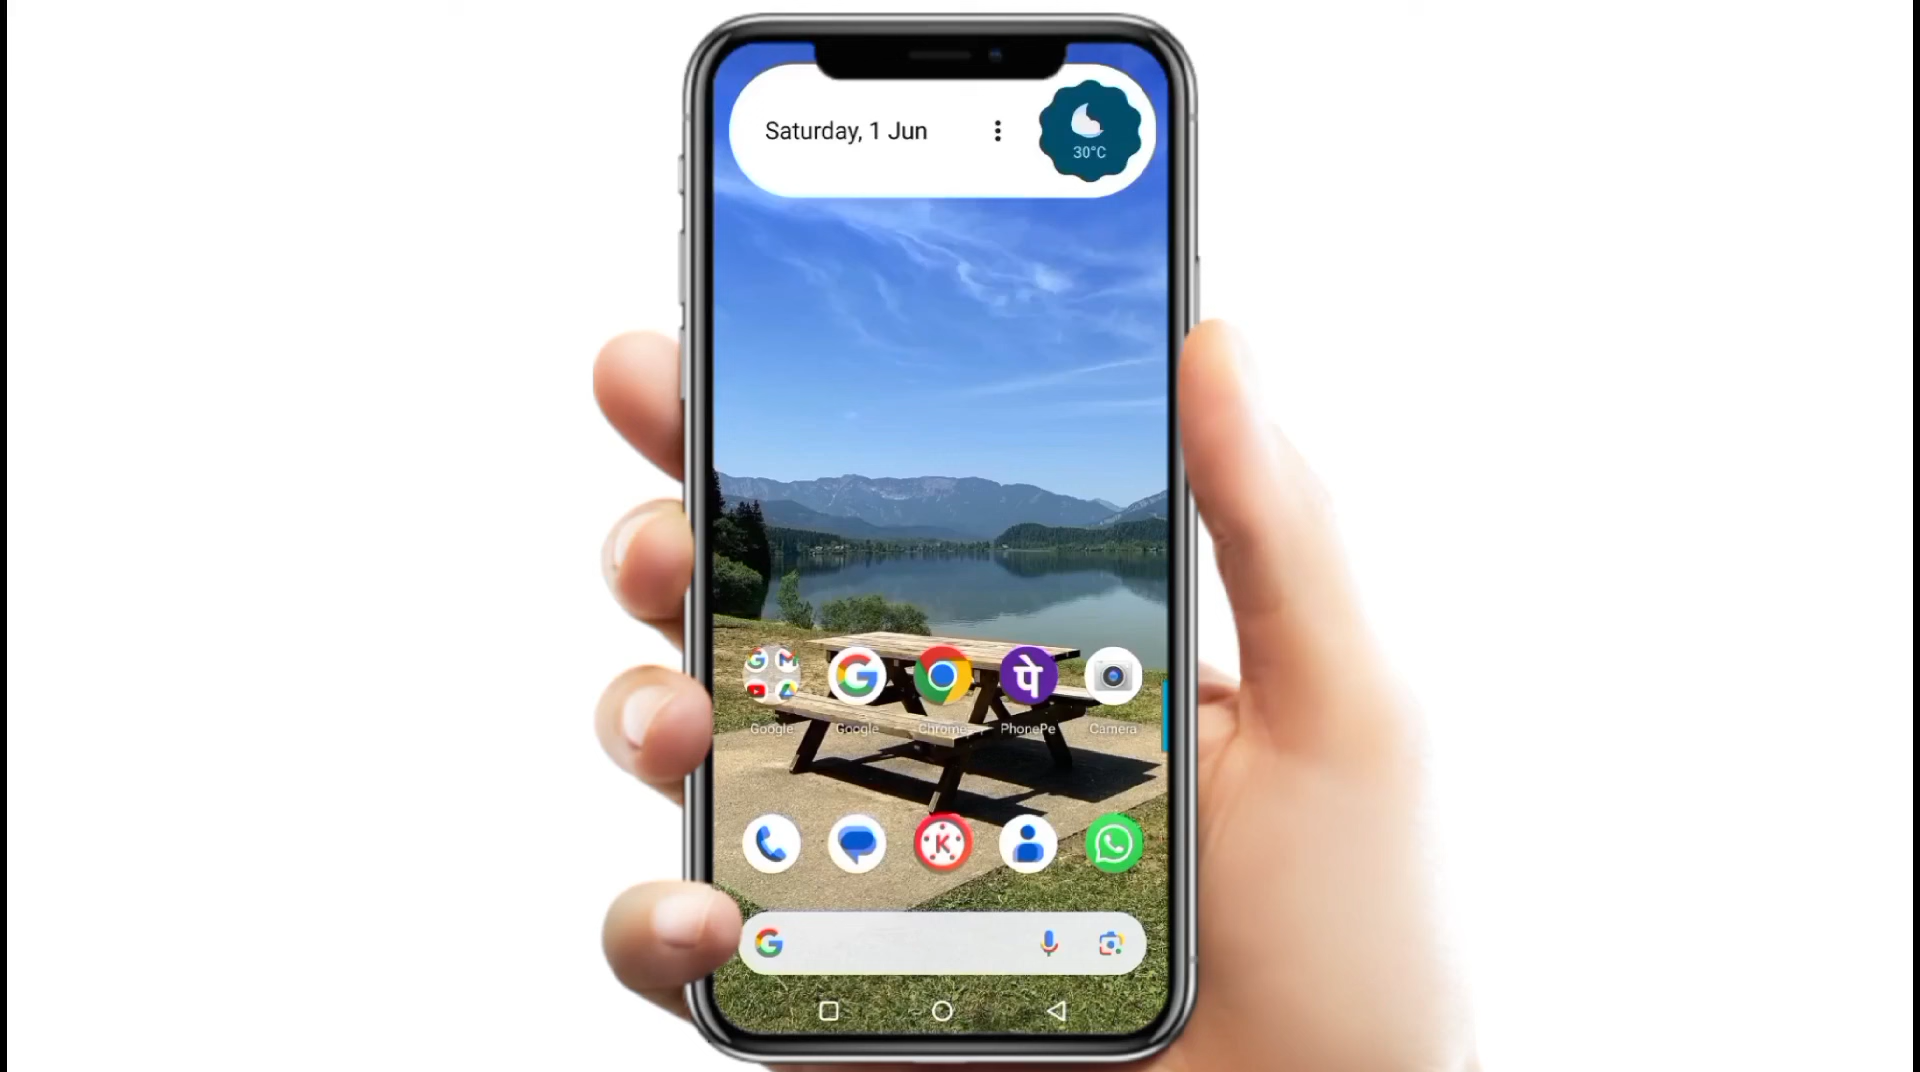 Saturday, 1 Jun
30°C
पे
Google
Google
Chrome
PhonePe
Camera
K
G